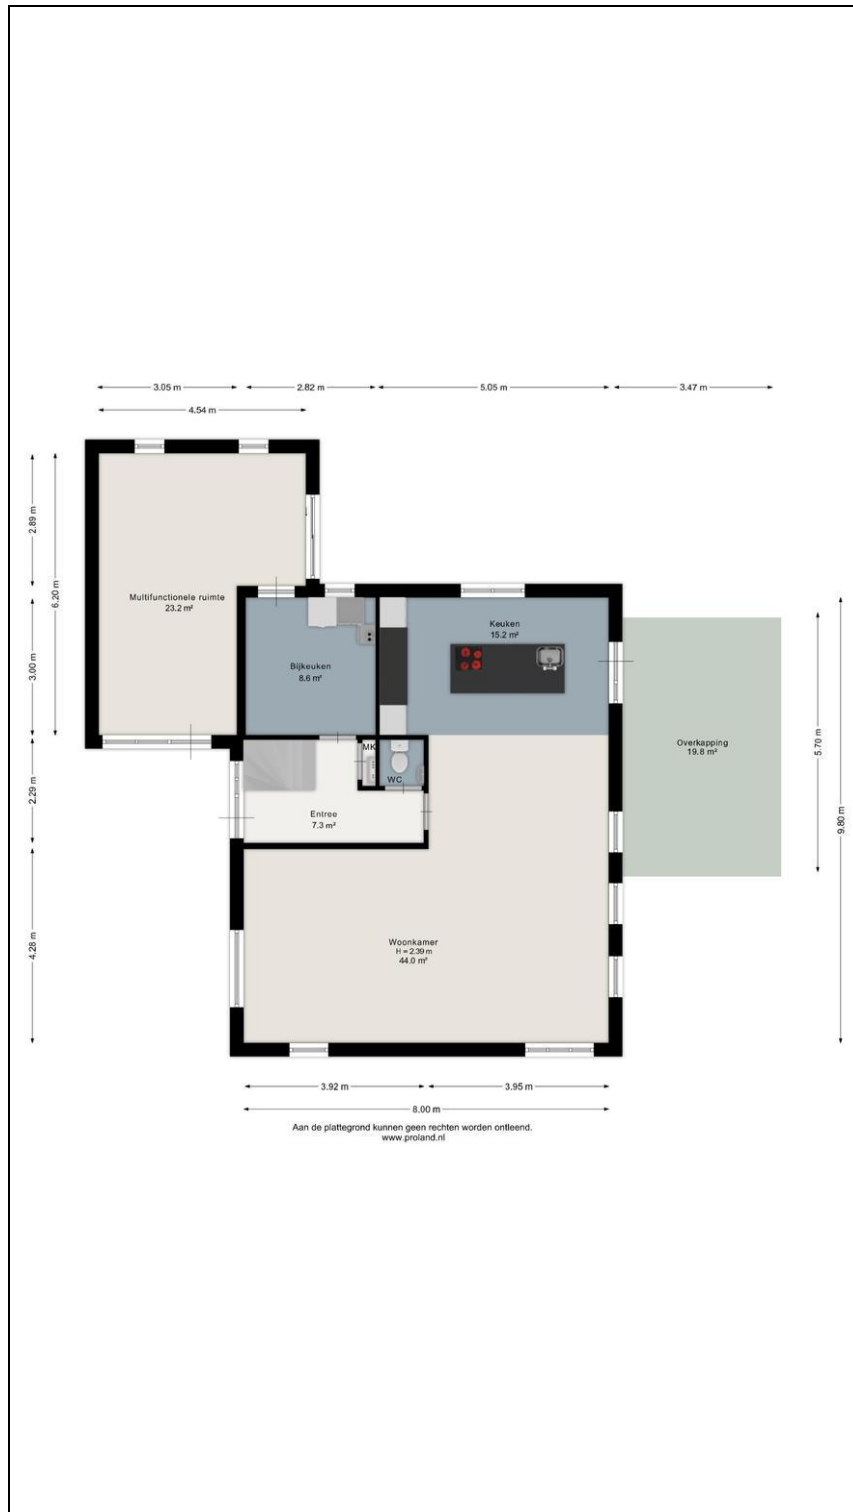 3.05 m
2.82 m
5.05 m
3.47 m
4.54 m
2.89 m
6.20 m
3.00 m
2.29 m
4.28 m
Multifunctionele ruimte
23.2 m²
Bijkeuken
8.6 m²
Keuken
15.2 m²
Overkapping
19.8 m²
5.70 m
9.80 m
MK
WC
Entree
7.3 m²
Woonkamer
H = 2.39 m
44.0 m²
3.92 m
3.95 m
8.00 m
Aan de plattegrond kunnen geen rechten worden ontleend.
www.proland.nl